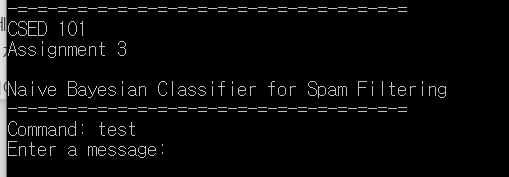 -=-=-=-=-=-=-=-=-=-=-=-=-=-=-=-=-=-=-=
CSED 101
Assignment 3
Naive Bayesian Classifier for Spam Filtering
-=-=-=-=-=-=-=-=-=-=-=-=-=-=-=-=-=-=-=
Command: test
Enter a message: